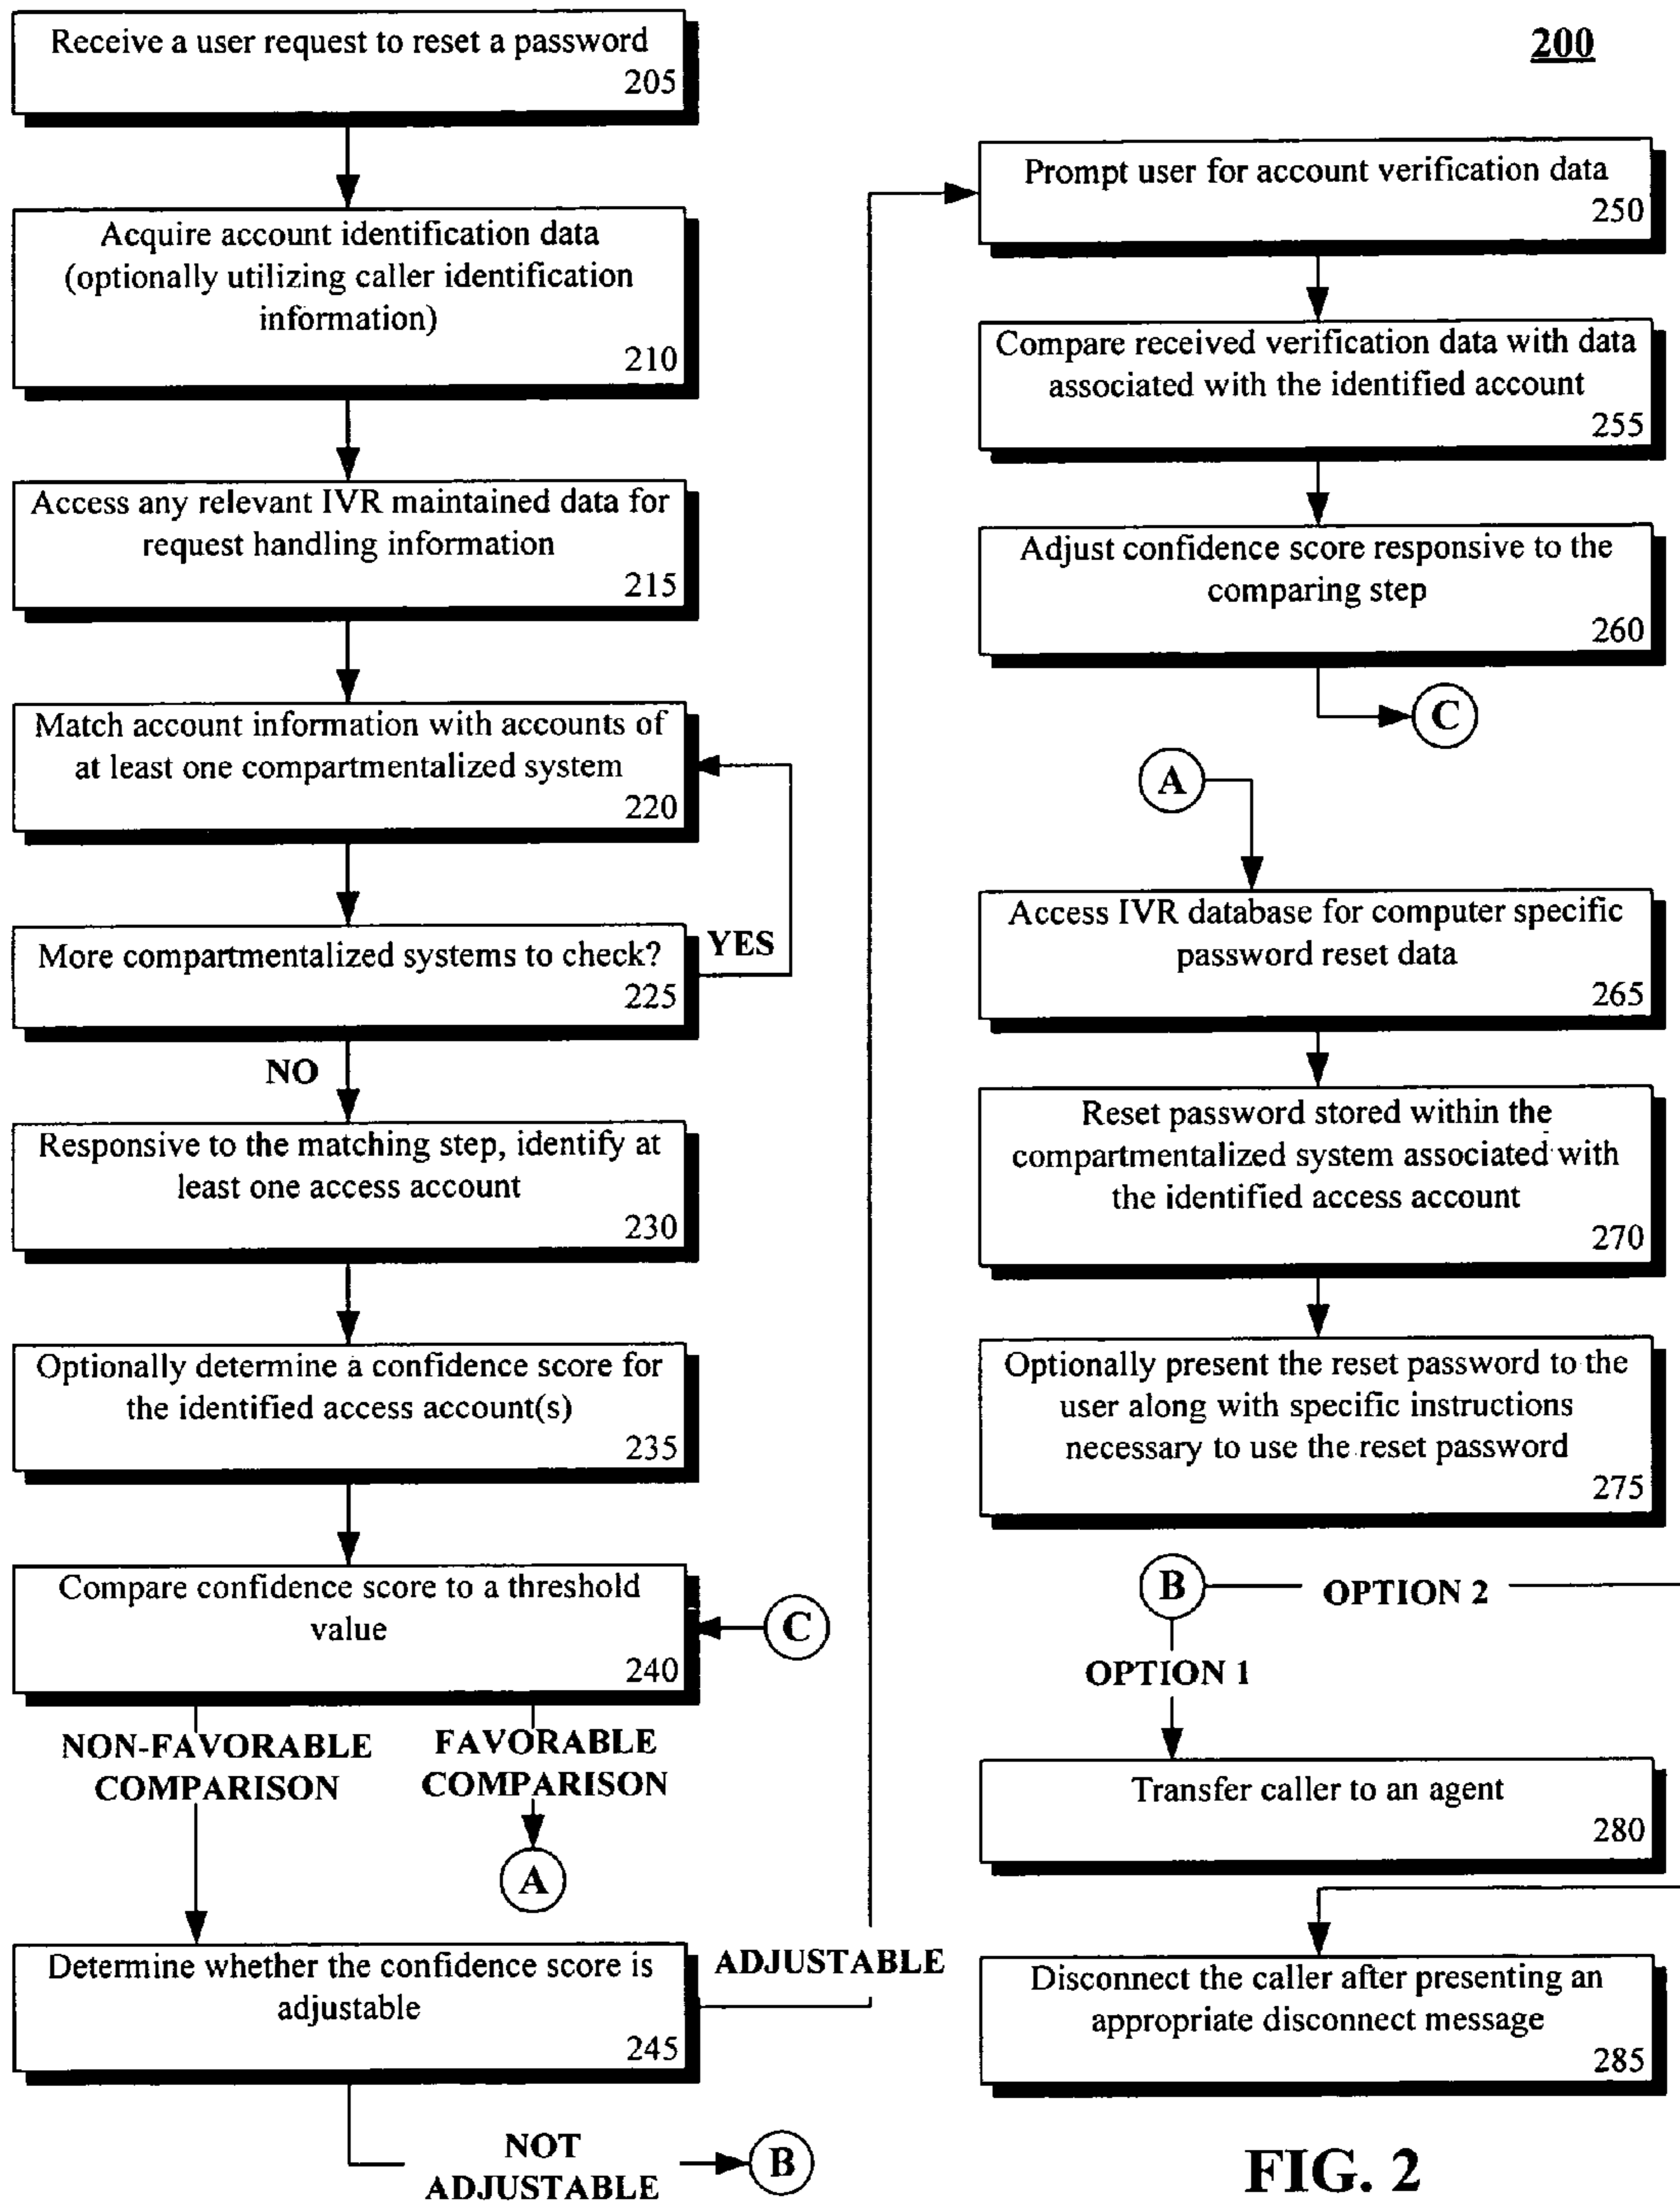 200
Receive a user request to reset a password
205
Acquire account identification data
(optionally utilizing caller identification
information)
210
Access any relevant IVR maintained data for
request handling information
215
Match account information with accounts of
at least one compartmentalized system
220
More compartmentalized systems to check?
225
YES
NO
Responsive to the matching step, identify at
least one access account
230
Optionally determine a confidence score for
the identified access account(s)
235
Compare confidence score to a threshold
value
240
C
NON-FAVORABLE
COMPARISON
FAVORABLE
COMPARISON
A
Determine whether the confidence score is
adjustable
245
ADJUSTABLE
NOT
ADJUSTABLE
B
Prompt user for account verification data
250
Compare received verification data with data
associated with the identified account
255
Adjust confidence score responsive to the
comparing step
260
C
A
Access IVR database for computer specific
password reset data
265
Reset password stored within the
compartmentalized system associated with
the identified access account
270
Optionally present the reset password to the
user along with specific instructions
necessary to use the reset password
275
B
OPTION 2
OPTION 1
Transfer caller to an agent
280
Disconnect the caller after presenting an
appropriate disconnect message
285
FIG. 2